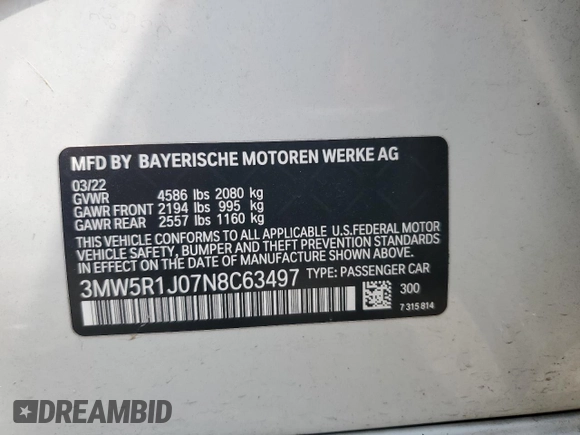 MFD BY BAYERISCHE MOTOREN WERKE AG
03/22
GVWR 4586 lbs 2080 kg
GAWR FRONT 2194 lbs 995 kg
GAWR REAR 2557 lbs 1160 kg
THIS VEHICLE CONFORMS TO ALL APPLICABLE U.S.FEDERAL MOTOR
VEHICLE SAFETY, BUMPER AND THEFT PREVENTION STANDARDS
IN EFFECT ON THE DATE OF MANUFACTURE SHOWN ABOVE.
3MW5R1J07N8C63497 TYPE: PASSENGER CAR
300
7 315 814
DREAMBID